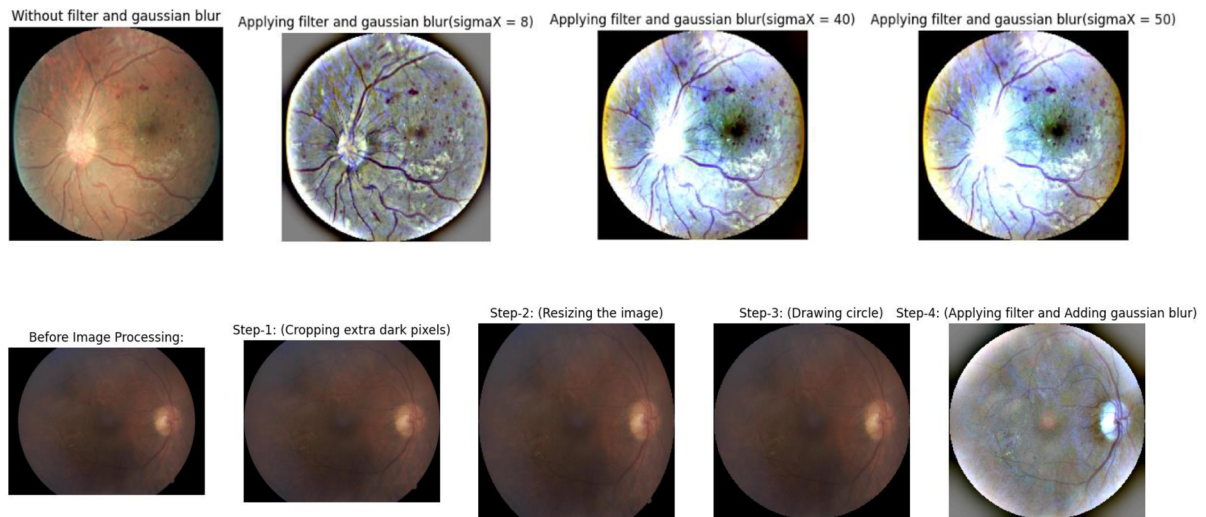 Without filter and gaussian blur
Applying filter and gaussian blur(sigmaX = 8)
Applying filter and gaussian blur(sigmaX = 40)
Applying filter and gaussian blur(sigmaX = 50)
Before Image Processing:
Step-1: (Cropping extra dark pixels)
Step-2: (Resizing the image)
Step-3: (Drawing circle)
Step-4: (Applying filter and Adding gaussian blur)